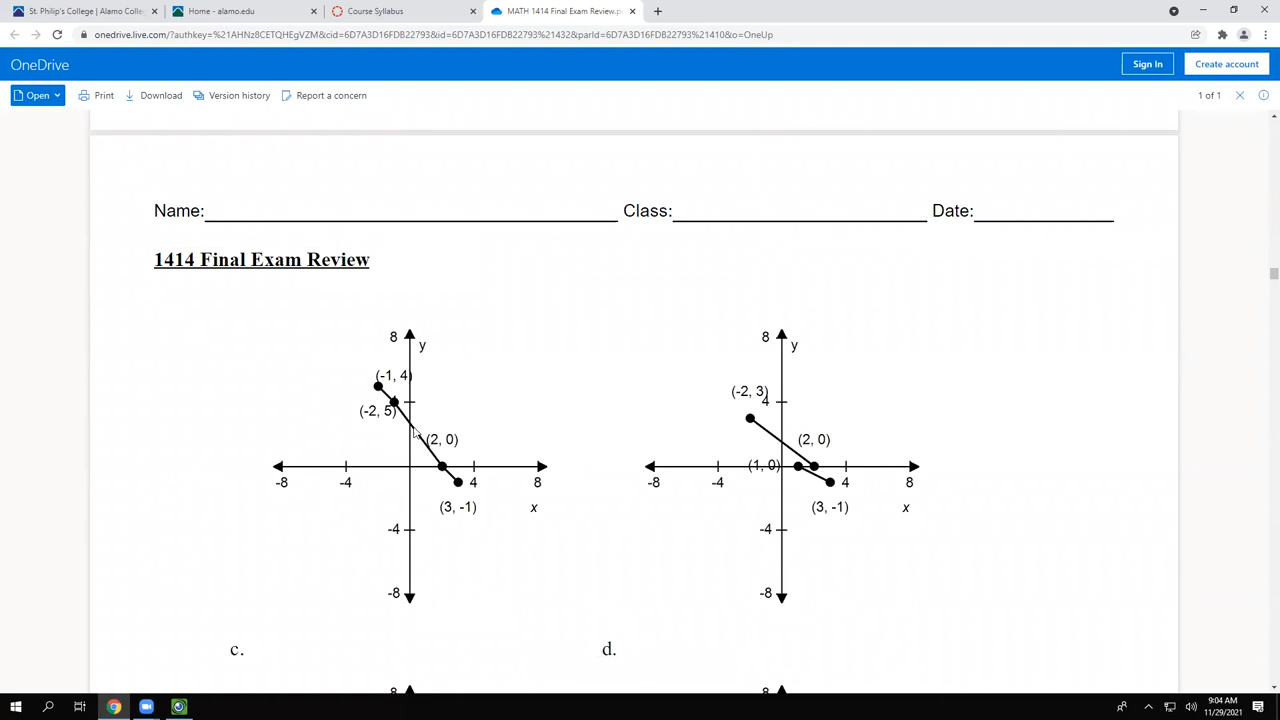 St. Philip's College | Alamo Colle
Home - alamo.edu
Course Syllabus
MATH 1414 Final Exam Review.p
onedrive.live.com/?authkey=%21AHNz8CETQHEgVZM&cid=6D7A3D16FDB22793&id=6D7A3D16FDB22793%21432&parId=6D7A3D16FDB22793%21410&o=OneUp
OneDrive
Sign In
Create account
Open
Print
Download
Version history
Report a concern
1 of 1
Name:
Class:
Date:
1414 Final Exam Review
8
y
(-1, 4)
(-2, 5)
(2, 0)
-8
-4
4
8
(3, -1)
x
-4
-8
8
y
(-2, 3)
4
(2, 0)
(1, 0)
-8
-4
4
8
(3, -1)
x
-4
-8
c.
d.
8
8
9:04 AM
11/29/2021